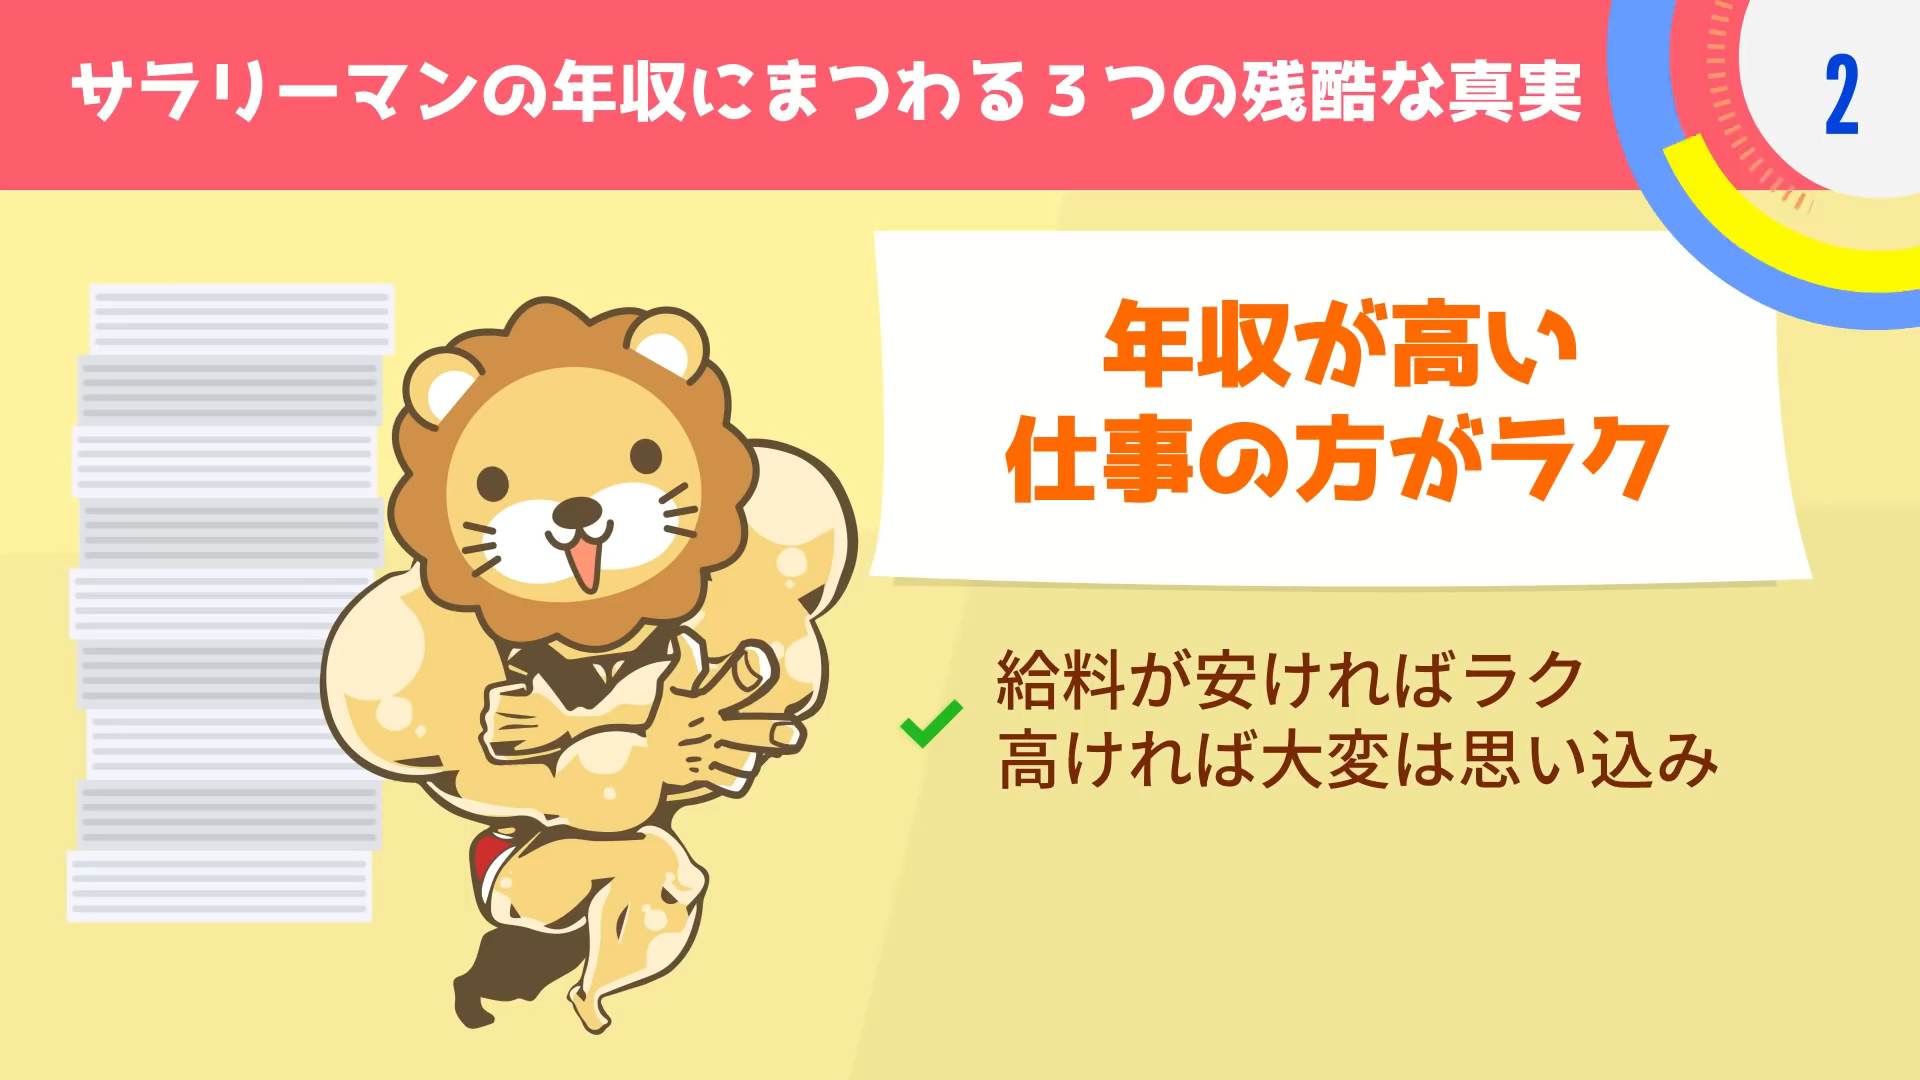 サラリーマンの年収にまつわる３つの残酷な真実
2
年収が高い
仕事の方がラク
給料が安ければラク
高ければ大変は思い込み